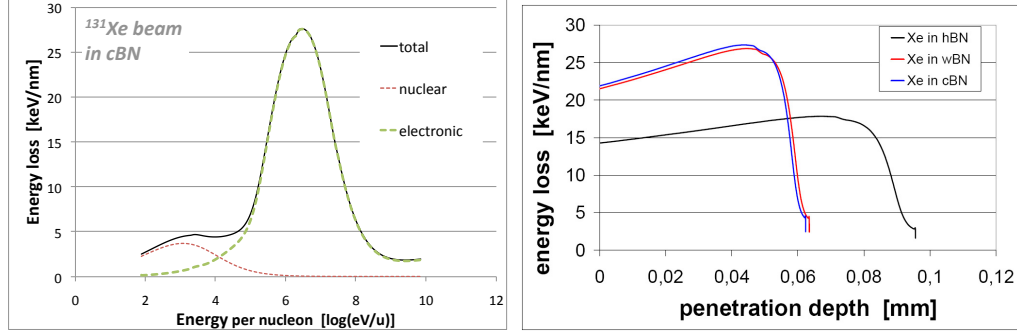 ¹³¹Xe beam
in cBN
total
nuclear
electronic
Energy loss [keV/nm]
30
25
20
15
10
5
0
0 2 4 6 8 10 12
Energy per nucleon [log(eV/u)]
Xe in hBN
Xe in wBN
Xe in cBN
energy loss [keV/nm]
30
25
20
15
10
5
0
0 0,02 0,04 0,06 0,08 0,1 0,12
penetration depth [mm]